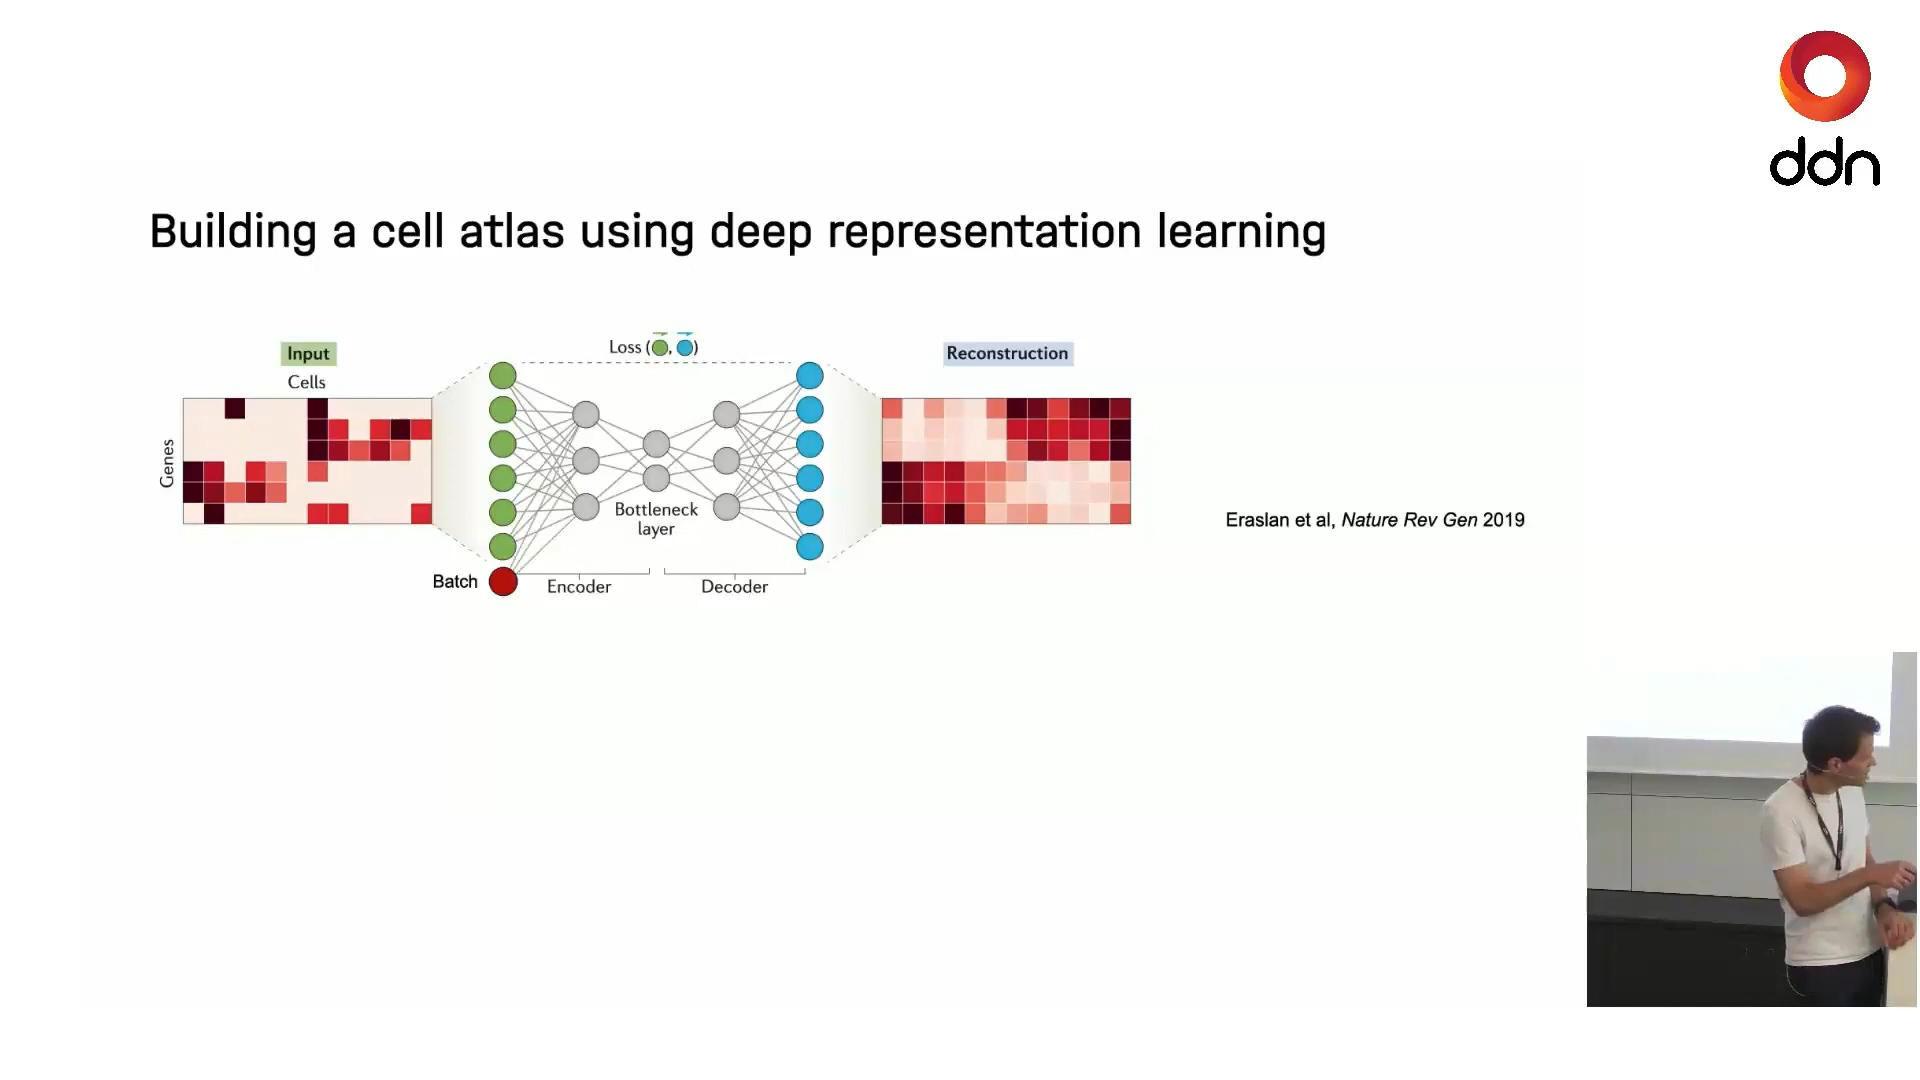 ddn
Building a cell atlas using deep representation learning
Input
Cells
Genes
Loss ( , )
Reconstruction
Bottleneck
layer
Batch
Encoder
Decoder
Eraslan et al, Nature Rev Gen 2019